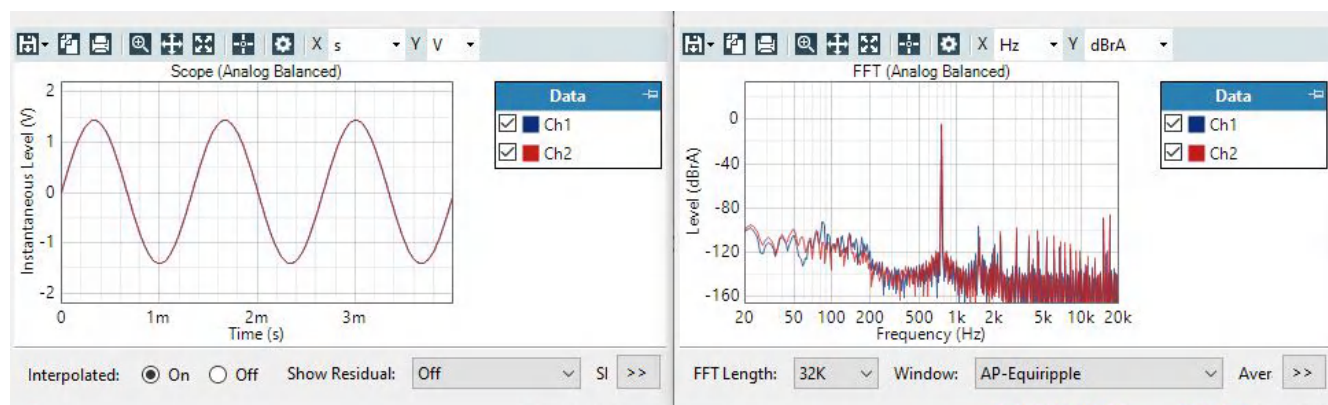 X s Y V
Scope (Analog Balanced)
Instantaneous Level (V)
2
1
0
-1
-2
0 1m 2m 3m
Time (s)
Data
Ch1
Ch2
Interpolated: On Off Show Residual: Off SI >>
X Hz Y dBrA
FFT (Analog Balanced)
Level (dBrA)
0
-40
-80
-120
-160
20 50 100 200 500 1k 2k 5k 10k 20k
Frequency (Hz)
Data
Ch1
Ch2
FFT Length: 32K Window: AP-Equiripple Aver >>